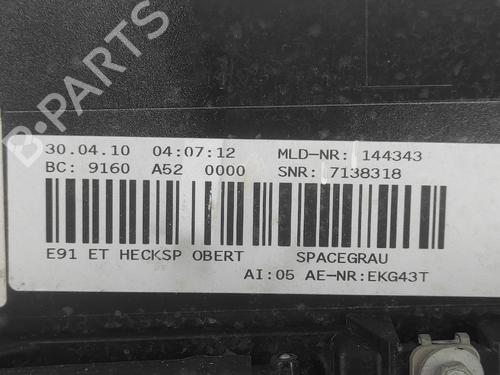 B PARTS
30.04.10 04:07:12 MLD-NR: 144343
BC: 9160 A52 0000 SNR: 7138318
E91 ET HECKSP OBERT SPACEGRAU
AI:05 AE-NR:EKG43T